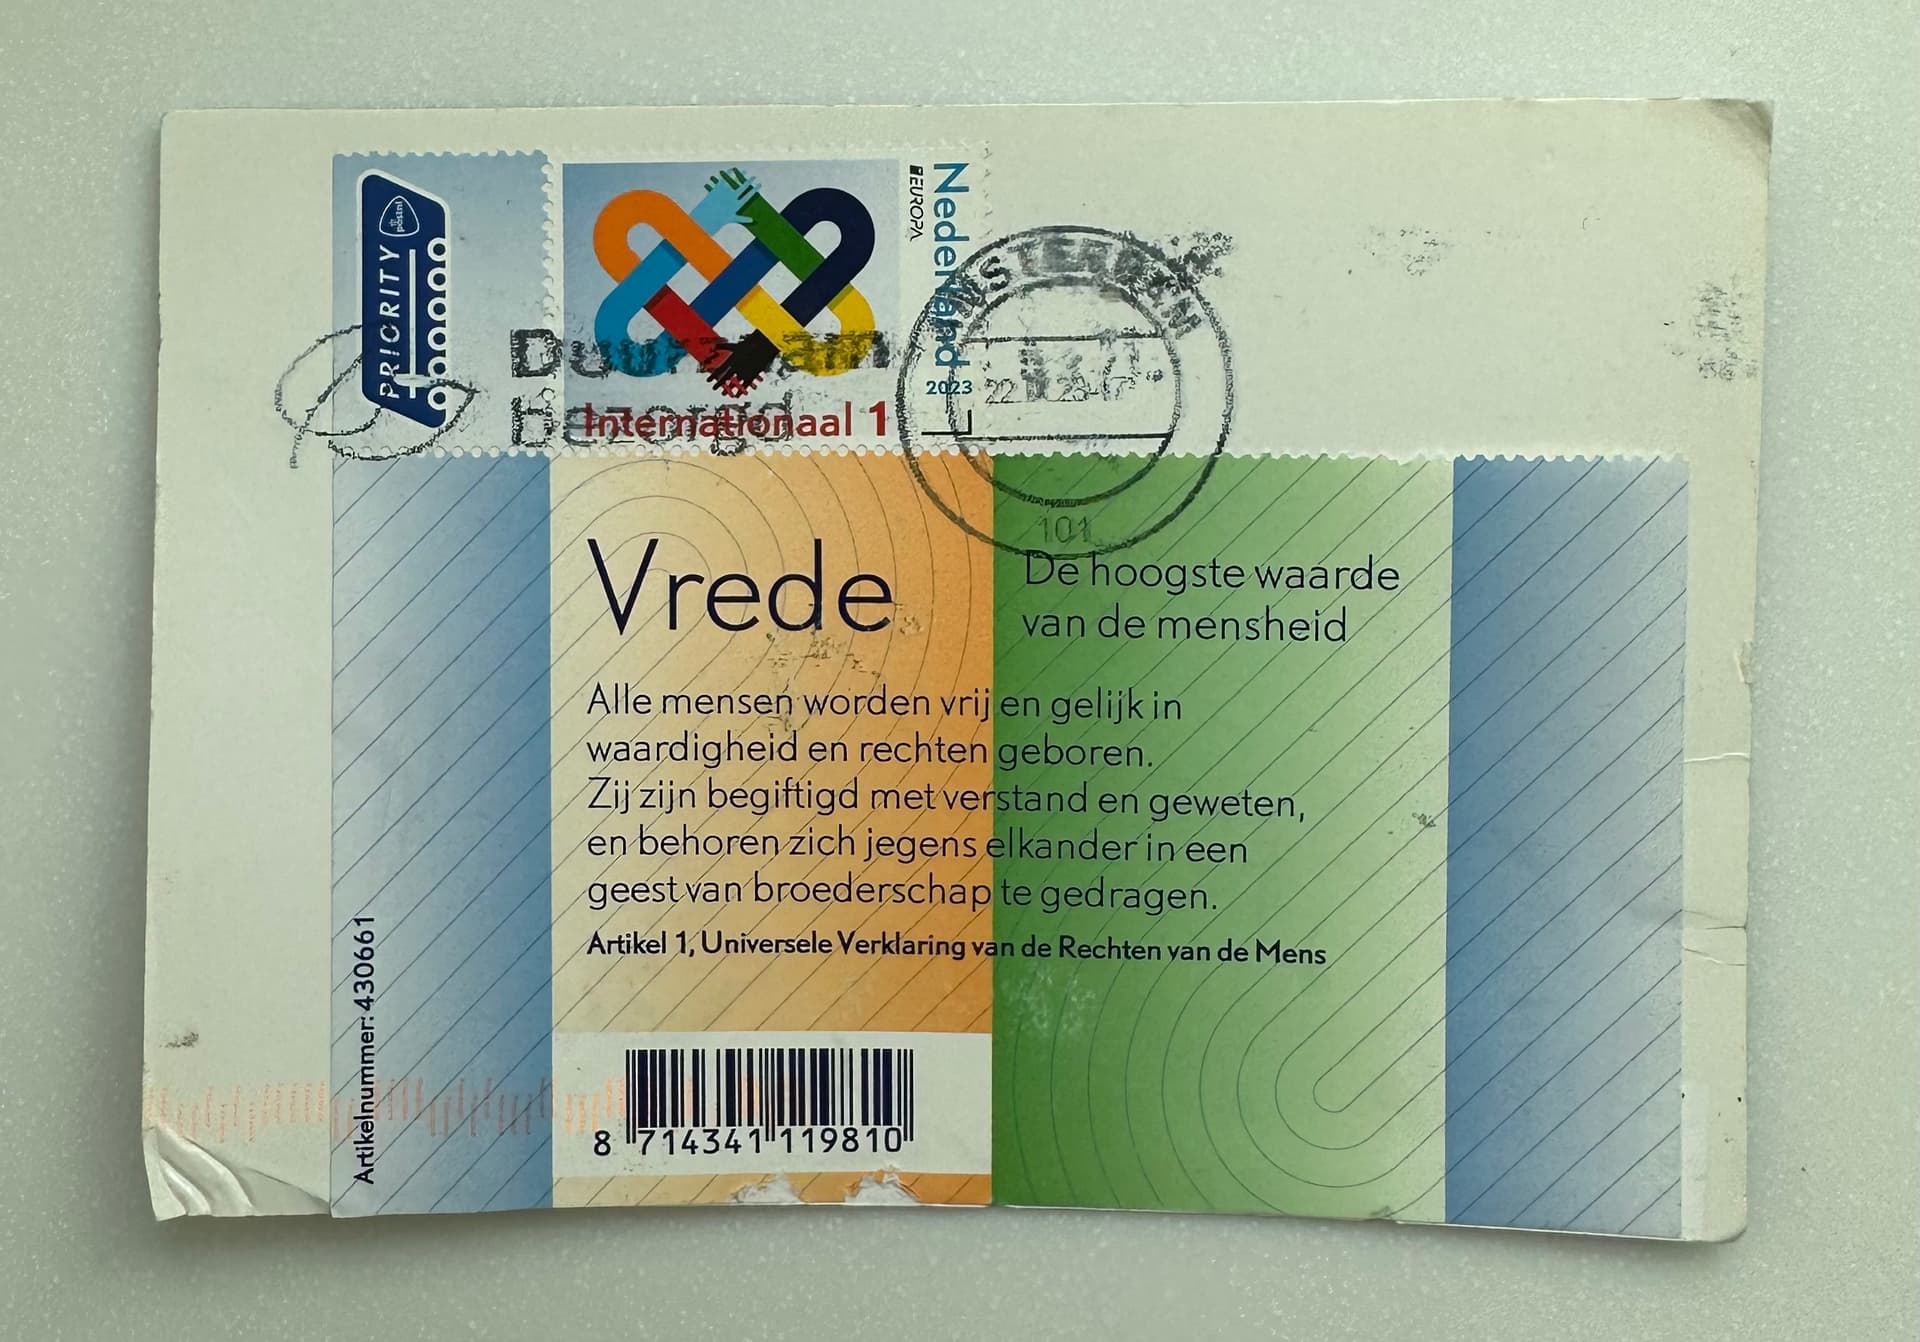 PRIORITY
postnl
Nederland
EUROPA
2023
Internationaal 1
Duurzaam
bezorgd
101
Vrede
De hoogste waarde
van de mensheid
Alle mensen worden vrij en gelijk in
waardigheid en rechten geboren.
Zij zijn begiftigd met verstand en geweten,
en behoren zich jegens elkander in een
geest van broederschap te gedragen.
Artikel 1, Universele Verklaring van de Rechten van de Mens
Artikelnummer: 430661
8 714341 119810